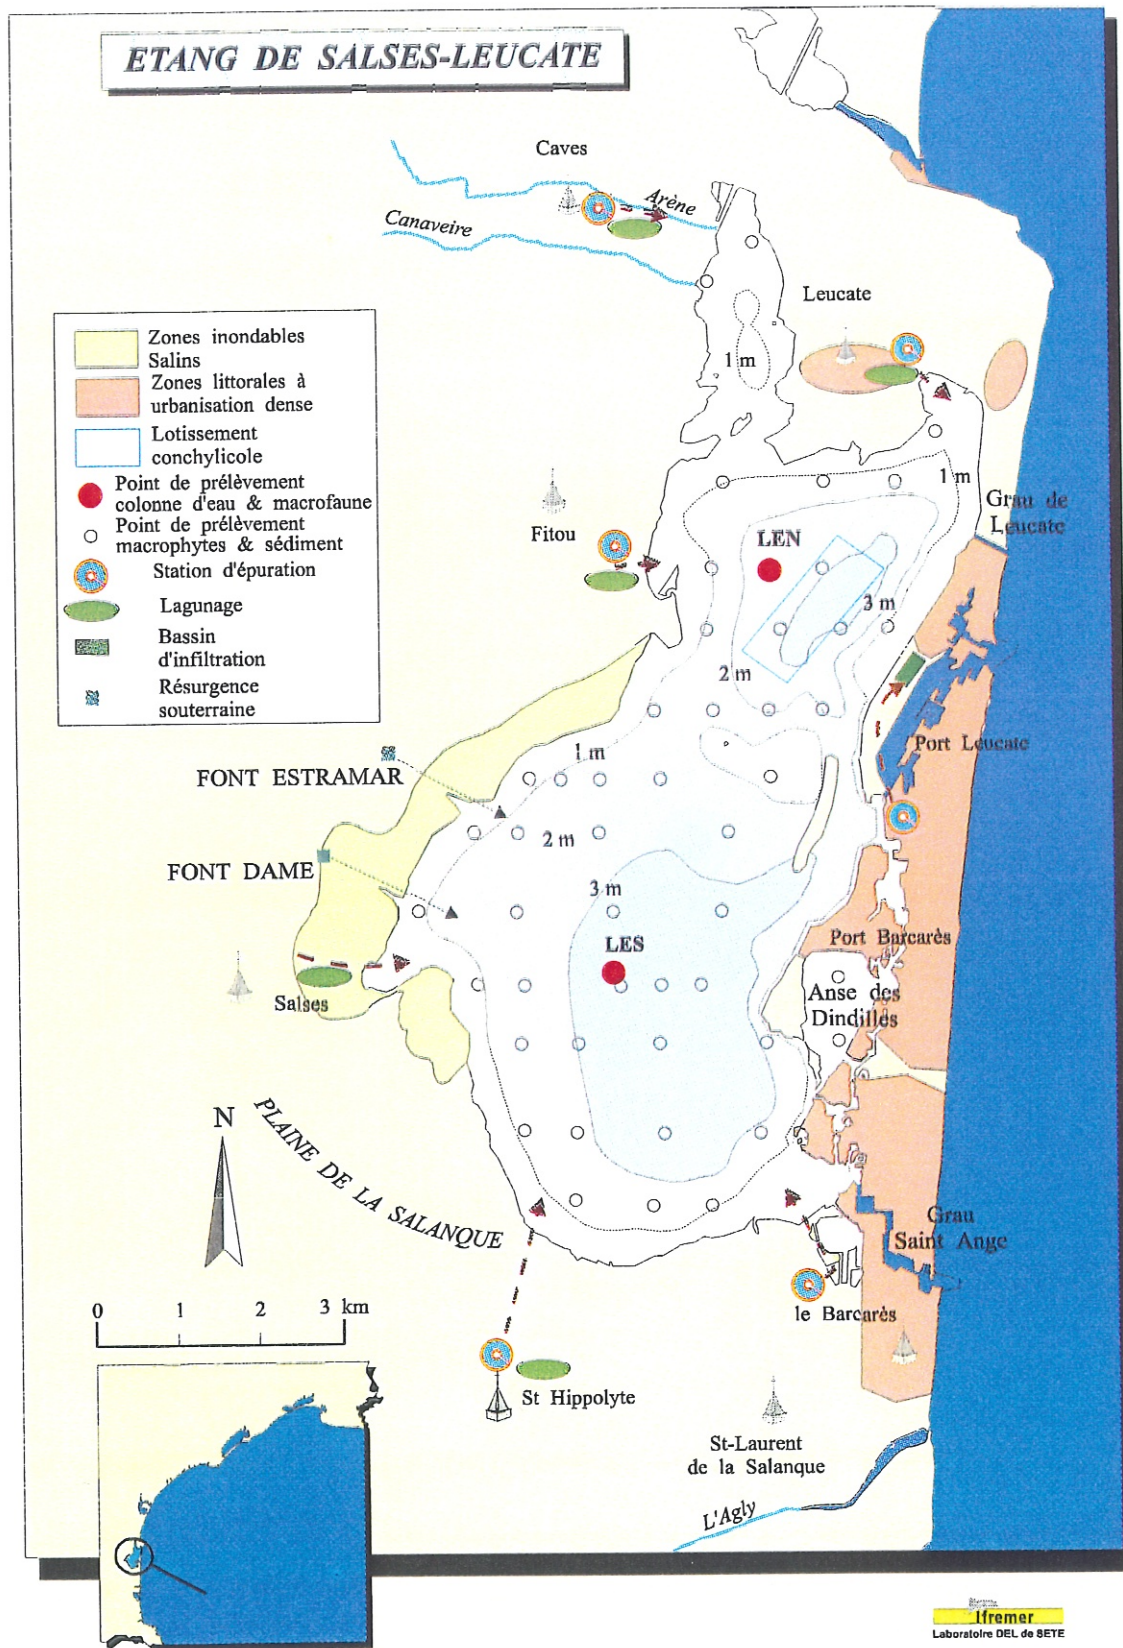 ETANG DE SALSES-LEUCATE
Caves
Arène
Canaveire
Leucate
1 m
Zones inondables
Salins
Zones littorales à
urbanisation dense
Lotissement
conchylicole
Point de prélèvement
colonne d'eau & macrofaune
Point de prélèvement
macrophytes & sédiment
Station d'épuration
Lagunage
Bassin
d'infiltration
Résurgence
souterraine
1 m
Grau de
Leucate
Fitou
LEN
3 m
2 m
Port Leucate
1 m
FONT ESTRAMAR
2 m
FONT DAME
3 m
LES
Port Barcarès
Anse des
Dindilles
Salses
N
PLAINE DE LA SALANQUE
Grau
Saint Ange
0 1 2 3 km
le Barcarès
St Hippolyte
St-Laurent
de la Salanque
L'Agly
Ifremer
Laboratoire DEL de SETE